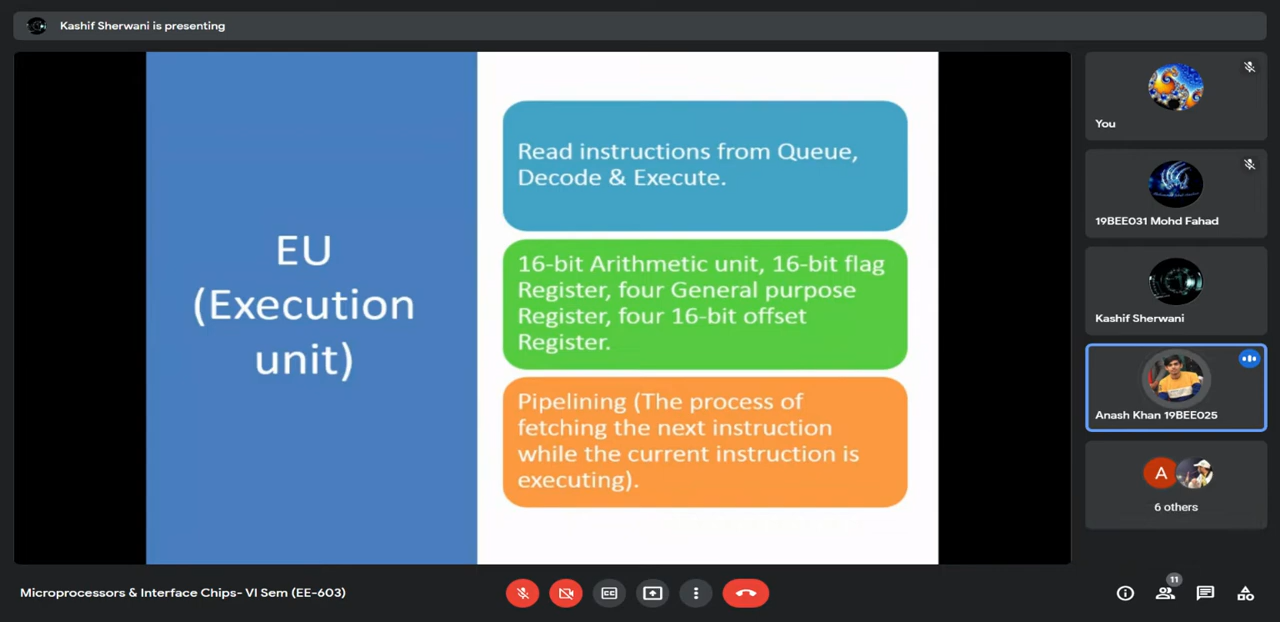 Kashif Sherwani is presenting
EU
(Execution
unit)
Read instructions from Queue,
Decode & Execute.
16-bit Arithmetic unit, 16-bit flag
Register, four General purpose
Register, four 16-bit offset
Register.
Pipelining (The process of
fetching the next instruction
while the current instruction is
executing).
You
19BEE031 Mohd Fahad
Kashif Sherwani
Anash Khan 19BEE025
A
6 others
Microprocessors & Interface Chips- VI Sem (EE-603)
CC
11